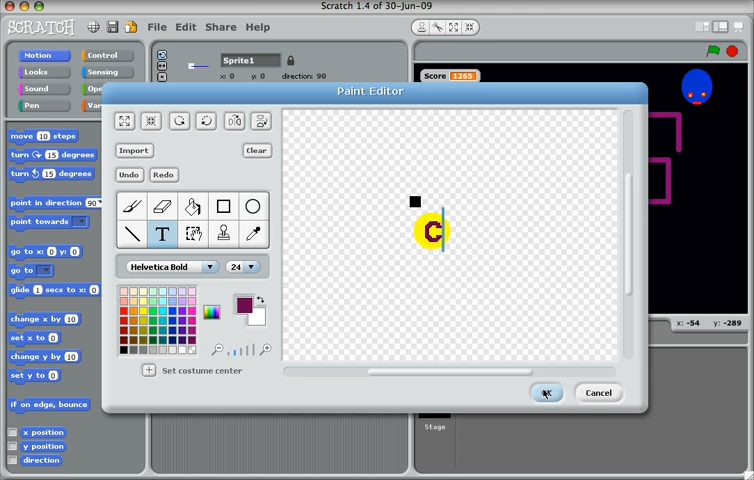 Scratch 1.4 of 30-Jun-09
SCRATCH File Edit Share Help
Motion Control
Looks Sensing
Sound
Pen
Sprite1
x: 0 y: 0 direction: 90
Score 1265
move 10 steps
turn 15 degrees
turn 15 degrees
point in direction 90
point towards
go to x: 0 y: 0
go to
glide 1 secs to x: 0
change x by 10
set x to 0
change y by 10
set y to 0
if on edge, bounce
x position
y position
direction
Paint Editor
Import Clear
Undo Redo
T
Helvetica Bold 24
Set costume center
C
Cancel
x: -54 y: -289
Stage